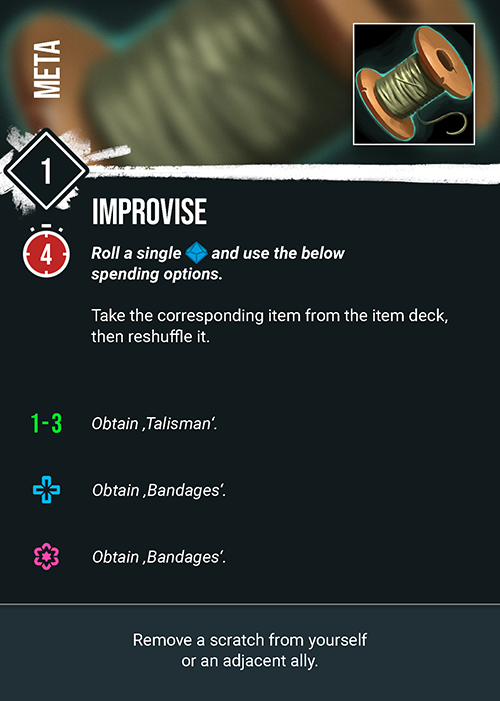 META
1
IMPROVISE
4
Roll a single and use the below
spending options.
Take the corresponding item from the item deck,
then reshuffle it.
1-3
Obtain ‚Talisman‘.
Obtain ‚Bandages‘.
Obtain ‚Bandages‘.
Remove a scratch from yourself
or an adjacent ally.